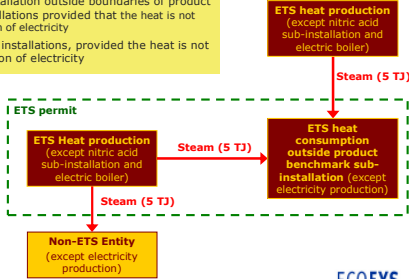 allation outside boundaries of product
llations provided that the heat is not
on of electricity
installations, provided the heat is not
ion of electricity
ETS heat production
(except nitric acid
sub-installation and
electric boiler)
Steam (5 TJ)
ETS permit
ETS Heat production
(except nitric acid
sub-installation and
electric boiler)
Steam (5 TJ)
ETS heat
consumption
outside product
benchmark sub-
installation (except
electricity production)
Steam (5 TJ)
Non-ETS Entity
(except electricity
production)
ECOFYS